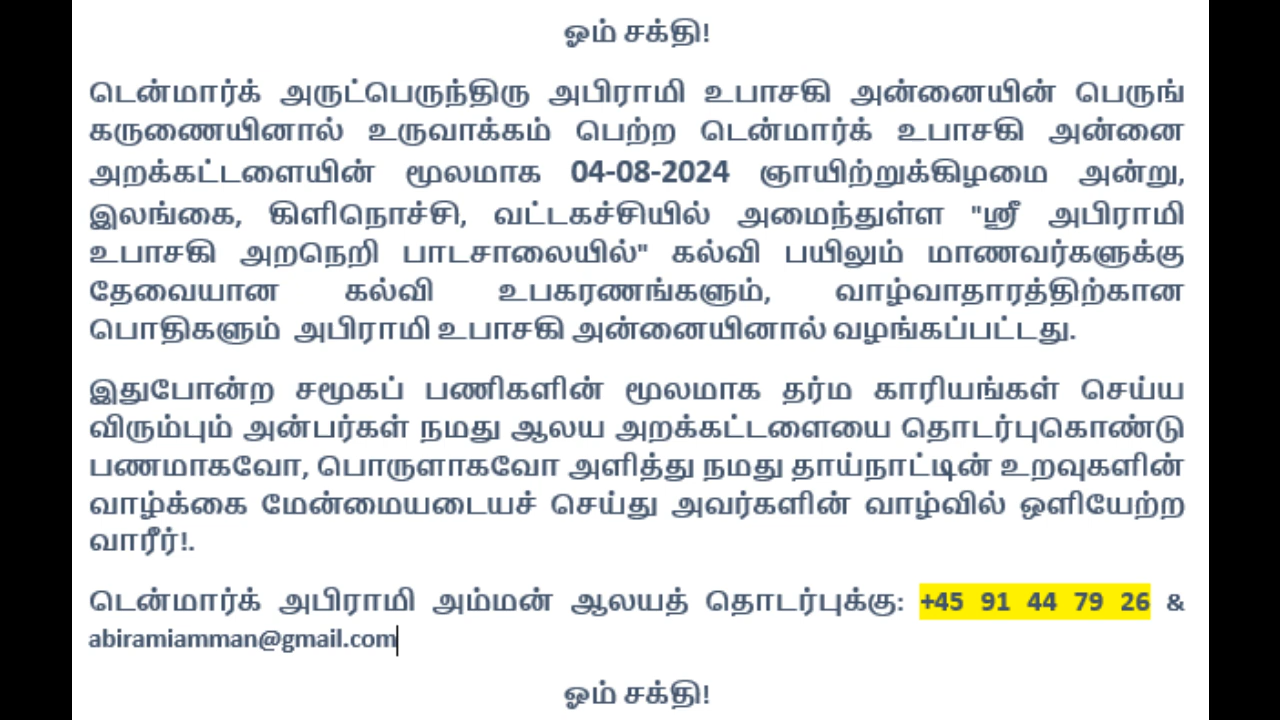 ஓம் சக்தி!
டென்மார்க் அருட்பெருந்திரு அபிராமி உபாசகி அன்னையின் பெருங்
கருணையினால் உருவாக்கம் பெற்ற டென்மார்க் உபாசகி அன்னை
அறக்கட்டளையின் மூலமாக 04-08-2024 ஞாயிற்றுக்கிழமை அன்று,
இலங்கை, கிளிநொச்சி, வட்டகச்சியில் அமைந்துள்ள "ஸ்ரீ அபிராமி
உபாசகி அறநெறி பாடசாலையில்" கல்வி பயிலும் மாணவர்களுக்கு
தேவையான கல்வி உபகரணங்களும், வாழ்வாதாரத்திற்கான
பொதிகளும் அபிராமி உபாசகி அன்னையினால் வழங்கப்பட்டது.
இதுபோன்ற சமூகப் பணிகளின் மூலமாக தர்ம காரியங்கள் செய்ய
விரும்பும் அன்பர்கள் நமது ஆலய அறக்கட்டளையை தொடர்புகொண்டு
பணமாகவோ, பொருளாகவோ அளித்து நமது தாய்நாட்டின் உறவுகளின்
வாழ்க்கை மேன்மையடையச் செய்து அவர்களின் வாழ்வில் ஒளியேற்ற
வாரீர்!.
டென்மார்க் அபிராமி அம்மன் ஆலயத் தொடர்புக்கு: +45 91 44 79 26 &
abiramiamman@gmail.com
ஓம் சக்தி!